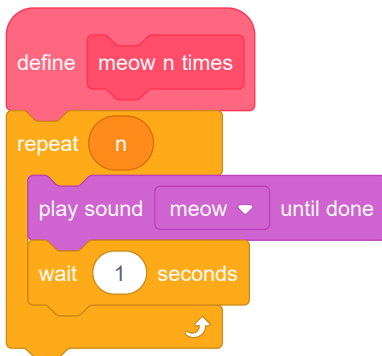 define meow n times
repeat n
play sound meow until done
wait 1 seconds